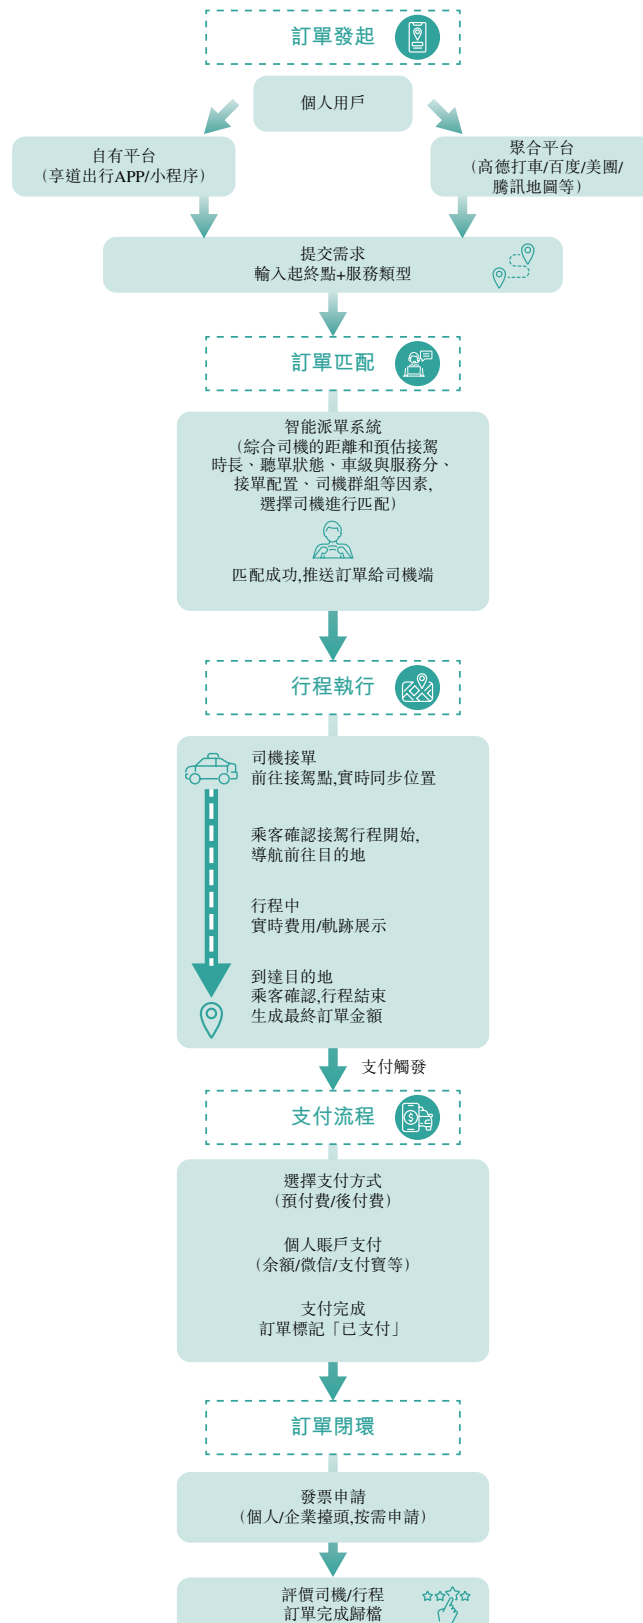 訂單發起
個人用戶
自有平台
（享道出行APP/小程序）
聚合平台
（高德打車/百度/美團/
騰訊地圖等）
提交需求
輸入起終點+服務類型
訂單匹配
智能派單系統
（綜合司機的距離和預估接駕
時長、聽單狀態、車級與服務分、
接單配置、司機群組等因素,
選擇司機進行匹配）
匹配成功,推送訂單給司機端
行程執行
司機接單
前往接駕點,實時同步位置
乘客確認接駕行程開始,
導航前往目的地
行程中
實時費用/軌跡展示
到達目的地
乘客確認,行程結束
生成最終訂單金額
支付觸發
支付流程
選擇支付方式
（預付費/後付費）
個人賬戶支付
（余額/微信/支付寶等）
支付完成
訂單標記「已支付」
訂單閉環
發票申請
（個人/企業擡頭,按需申請）
評價司機/行程
訂單完成歸檔